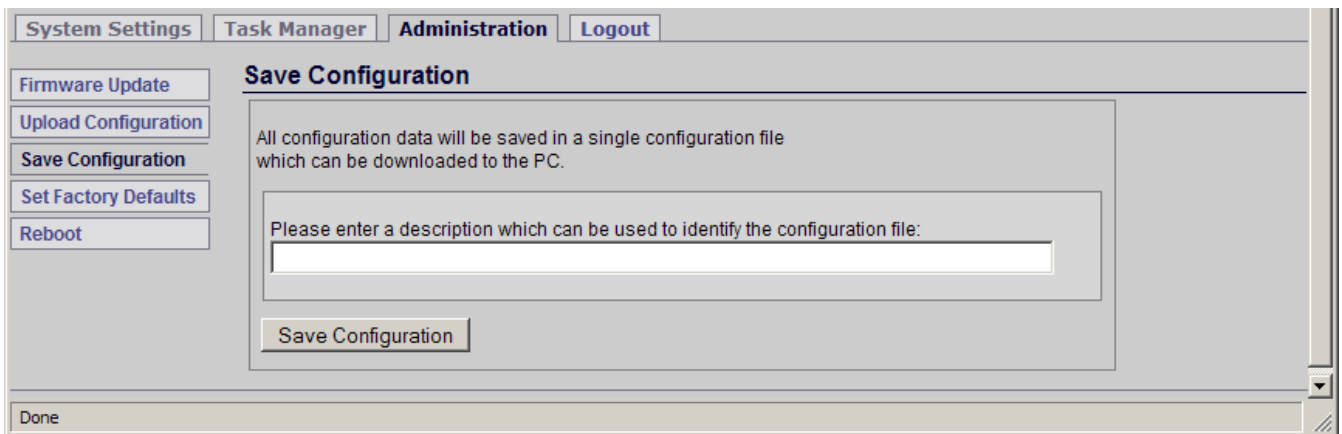 System Settings Task Manager Administration Logout
Save Configuration
Firmware Update
Upload Configuration
Save Configuration
Set Factory Defaults
Reboot
All configuration data will be saved in a single configuration file
which can be downloaded to the PC.
Please enter a description which can be used to identify the configuration file:
Save Configuration
Done